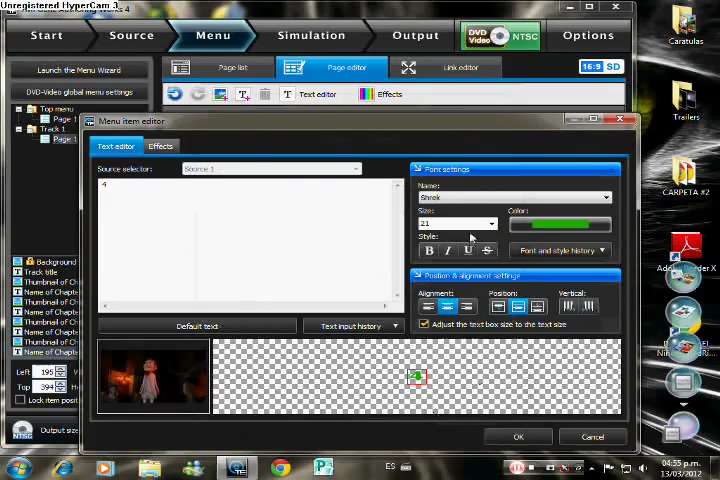 Unregistered HyperCam 3
Start
Source
Menu
Simulation
Output
DVD Video NTSC
Options
Launch the Menu Wizard
Page list
Page editor
Link editor
16:9 SD
DVD-Video global menu settings
Text editor
Effects
Top menu
Page 1
Track 1
Page 1
Menu item editor
Text editor
Effects
Source selector:
Source 1
4
Font settings
Name:
Shrek
Size:
Color:
21
Style:
B I U S
Font and style history
Position & alignment settings
Alignment:
Position:
Vertical:
Adjust the text box size to the text size
Default text
Text input history
4
OK
Cancel
Background
Track title
Thumbnail of Ch
Name of Chapte
Thumbnail of Ch
Name of Chapte
Thumbnail of Ch
Name of Chapte
Thumbnail of Ch
Name of Chapte
Left 195
Top 394
Lock item positi
NTSC
Output size
Caratulas
Trailers
CARPETA #2
ES
04:55 p.m.
13/03/2012